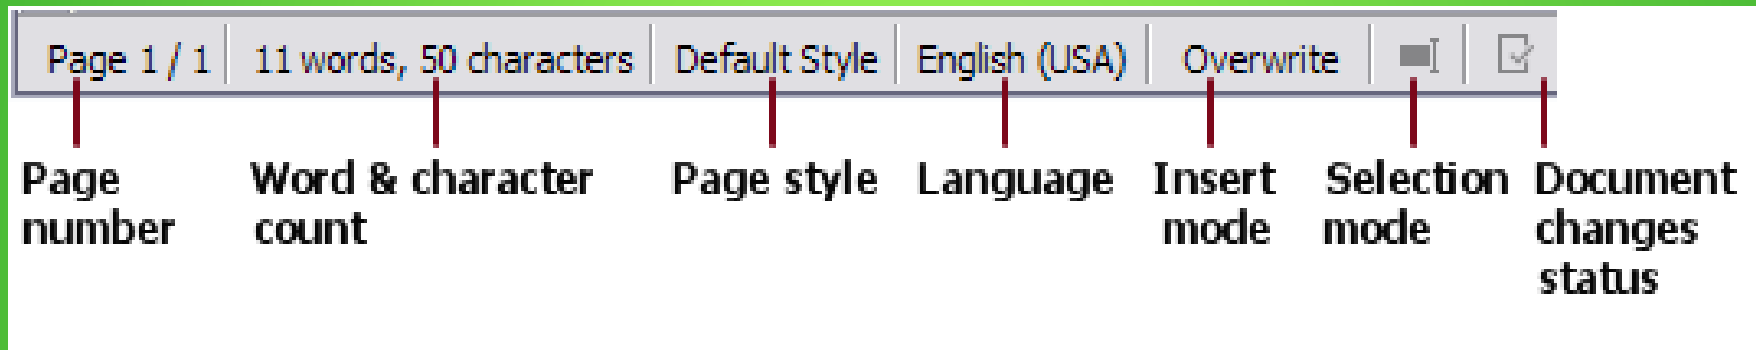 Page 1 / 1 11 words, 50 characters Default Style English (USA) Overwrite
Page Word & character Page style Language Insert Selection Document
number count mode mode changes
status